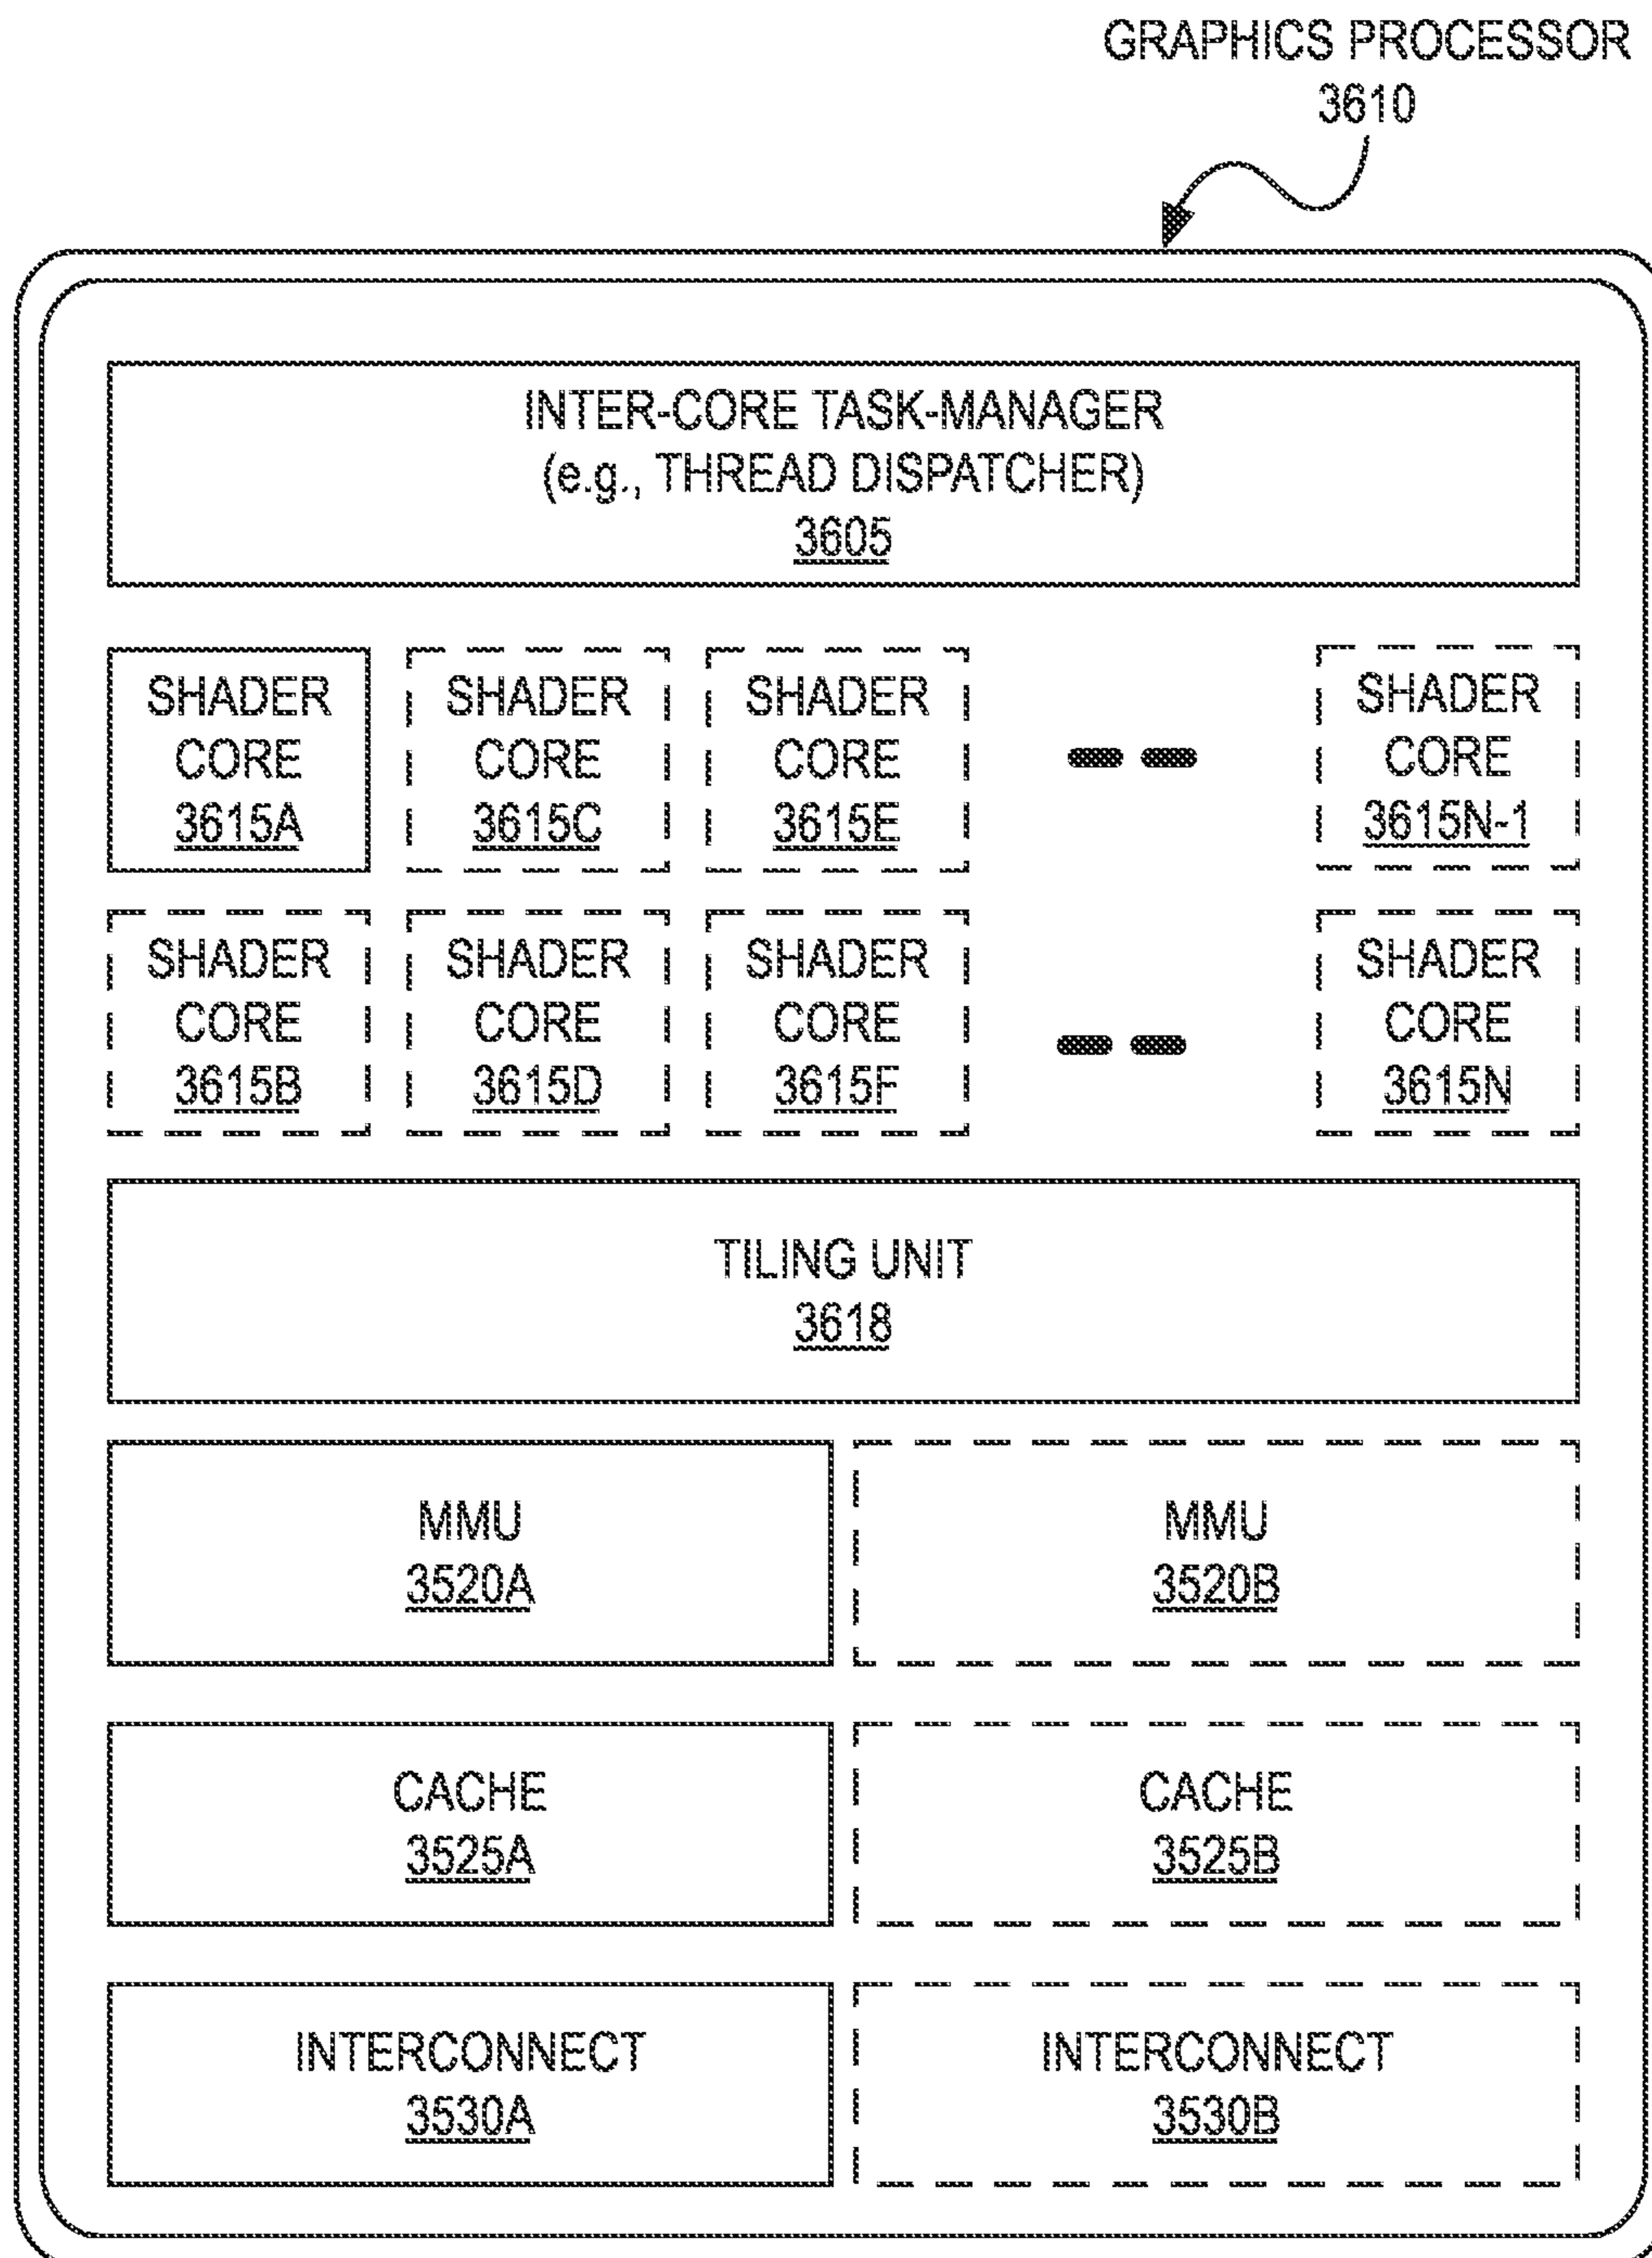 GRAPHICS PROCESSOR
3610
INTER-CORE TASK-MANAGER
(e.g., THREAD DISPATCHER)
3605
SHADER
CORE
3615A
SHADER
CORE
3615C
SHADER
CORE
3615E
SHADER
CORE
3615N-1
SHADER
CORE
3615B
SHADER
CORE
3615D
SHADER
CORE
3615F
SHADER
CORE
3615N
TILING UNIT
3618
MMU
3520A
MMU
3520B
CACHE
3525A
CACHE
3525B
INTERCONNECT
3530A
INTERCONNECT
3530B